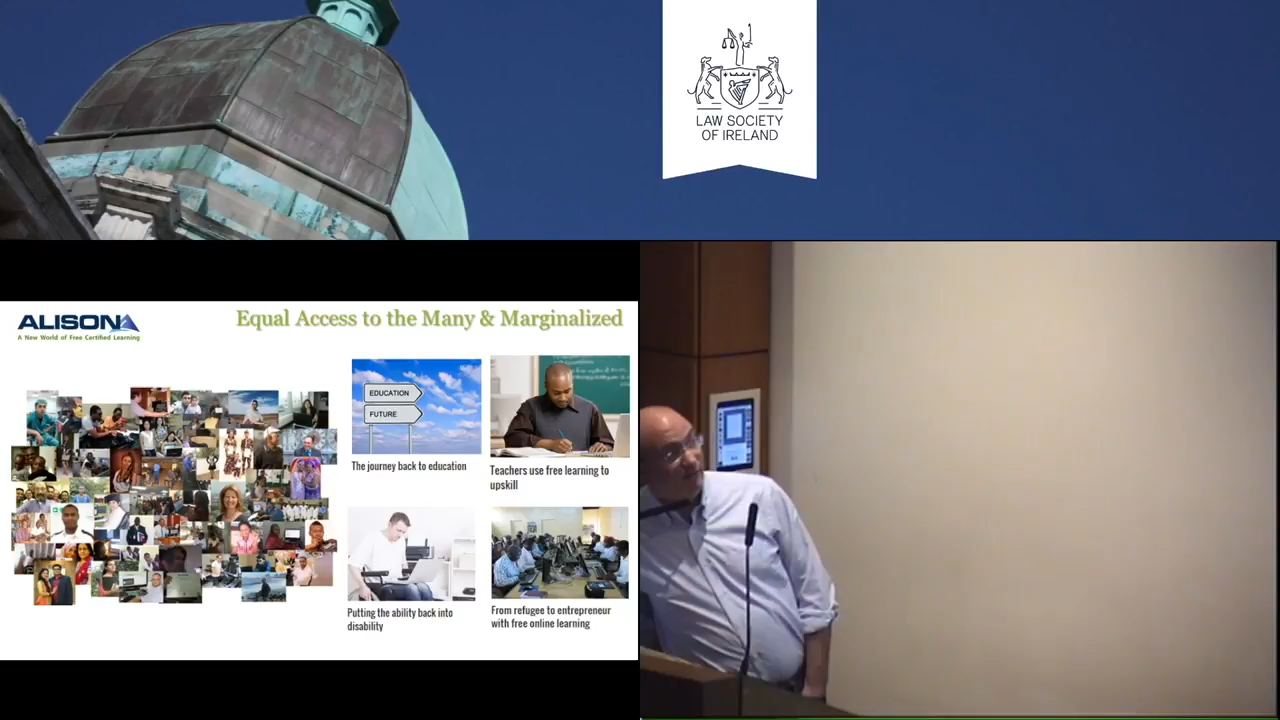 LAW SOCIETY
OF IRELAND
ALISON
A New World of Free Certified Learning
Equal Access to the Many & Marginalized
EDUCATION
FUTURE
The journey back to education
Teachers use free learning to
upskill
Putting the ability back into
disability
From refugee to entrepreneur
with free online learning